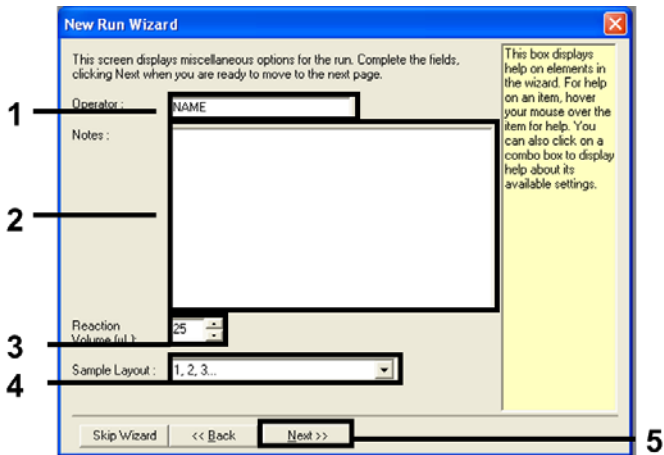 New Run Wizard
This screen displays miscellaneous options for the run. Complete the fields,
clicking Next when you are ready to move to the next page.
This box displays
help on elements in
the wizard. For help
on an item, hover
your mouse over the
item for help. You
can also click on a
combo box to display
help about its
available settings.
1
Operator :
NAME
Notes :
2
Reaction
Volume (µL):
25
3
Sample Layout :
1, 2, 3...
4
Skip Wizard
<< Back
Next >>
5